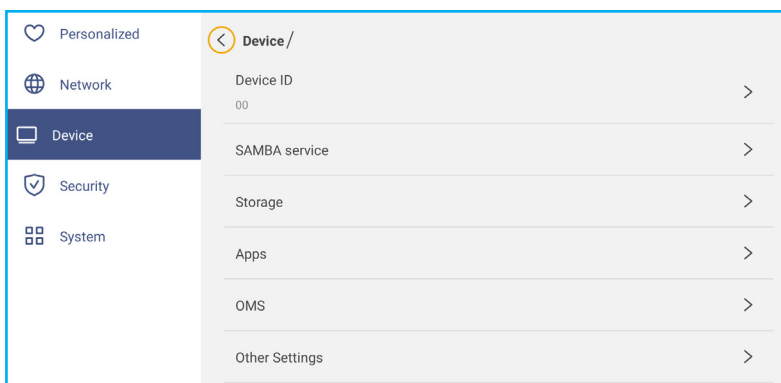 Personalized
Network
Device
Security
System
Device /
Device ID
00
SAMBA service
Storage
Apps
OMS
Other Settings